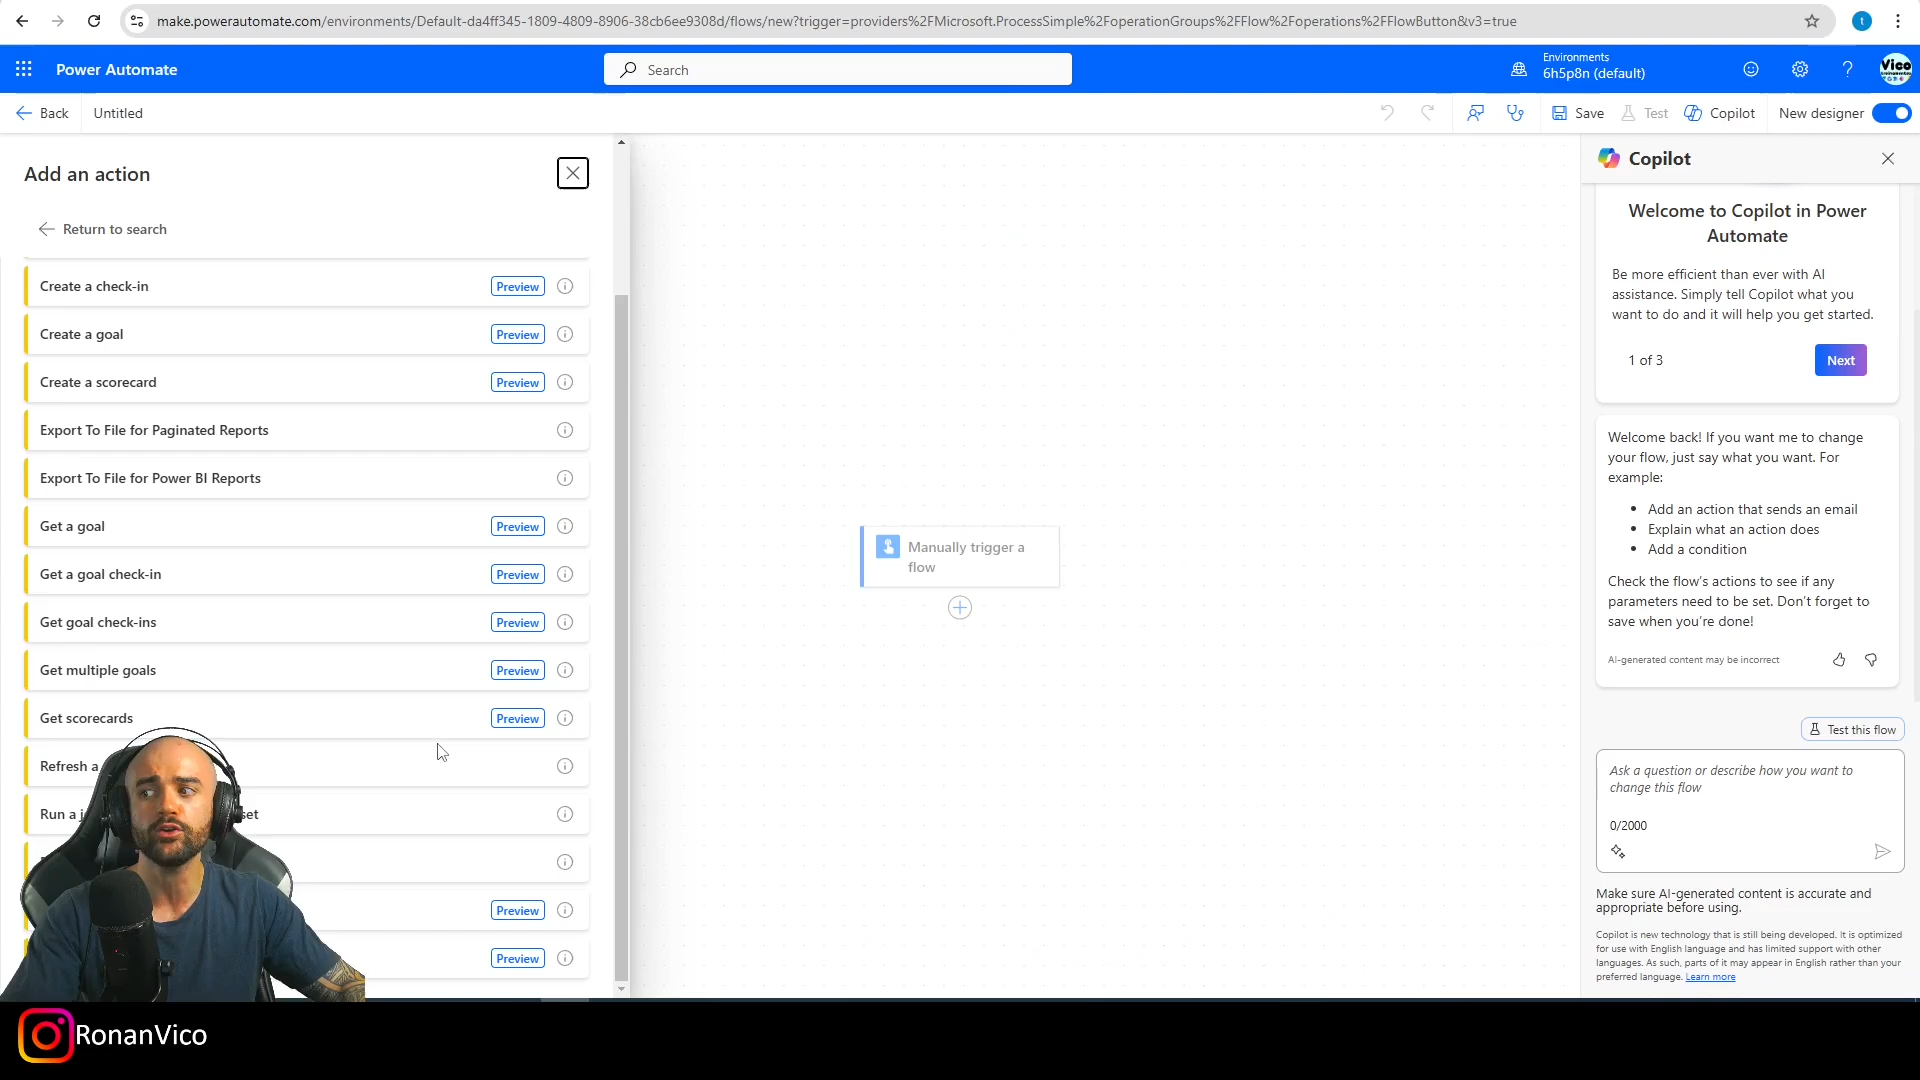 make.powerautomate.com/environments/Default-da4ff345-1809-4809-8906-38cb6ee9308d/flows/new?trigger=providers%2FMicrosoft.ProcessSimple%2FoperationGroups%2FFlow%2Foperations%2FFlowButton&v3=true
t
Power Automate
Search
Environments
6h5p8n (default)
Vico
Back
Untitled
Save
Test
Copilot
New designer
Add an action
Return to search
Create a check-in
Preview
Create a goal
Preview
Create a scorecard
Preview
Export To File for Paginated Reports
Export To File for Power BI Reports
Get a goal
Preview
Get a goal check-in
Preview
Get goal check-ins
Preview
Get multiple goals
Preview
Get scorecards
Preview
Refresh a
Run a
set
Preview
Preview
Manually trigger a
flow
Copilot
Welcome to Copilot in Power
Automate
Be more efficient than ever with AI
assistance. Simply tell Copilot what you
want to do and it will help you get started.
1 of 3
Next
Welcome back! If you want me to change
your flow, just say what you want. For
example:
• Add an action that sends an email
• Explain what an action does
• Add a condition
Check the flow's actions to see if any
parameters need to be set. Don't forget to
save when you're done!
AI-generated content may be incorrect
Test this flow
Ask a question or describe how you want to
change this flow
0/2000
Make sure AI-generated content is accurate and
appropriate before using.
Copilot is new technology that is still being developed. It is optimized
for use with English language and has limited support with other
languages. As such, parts of it may appear in English rather than your
preferred language. Learn more
RonanVico